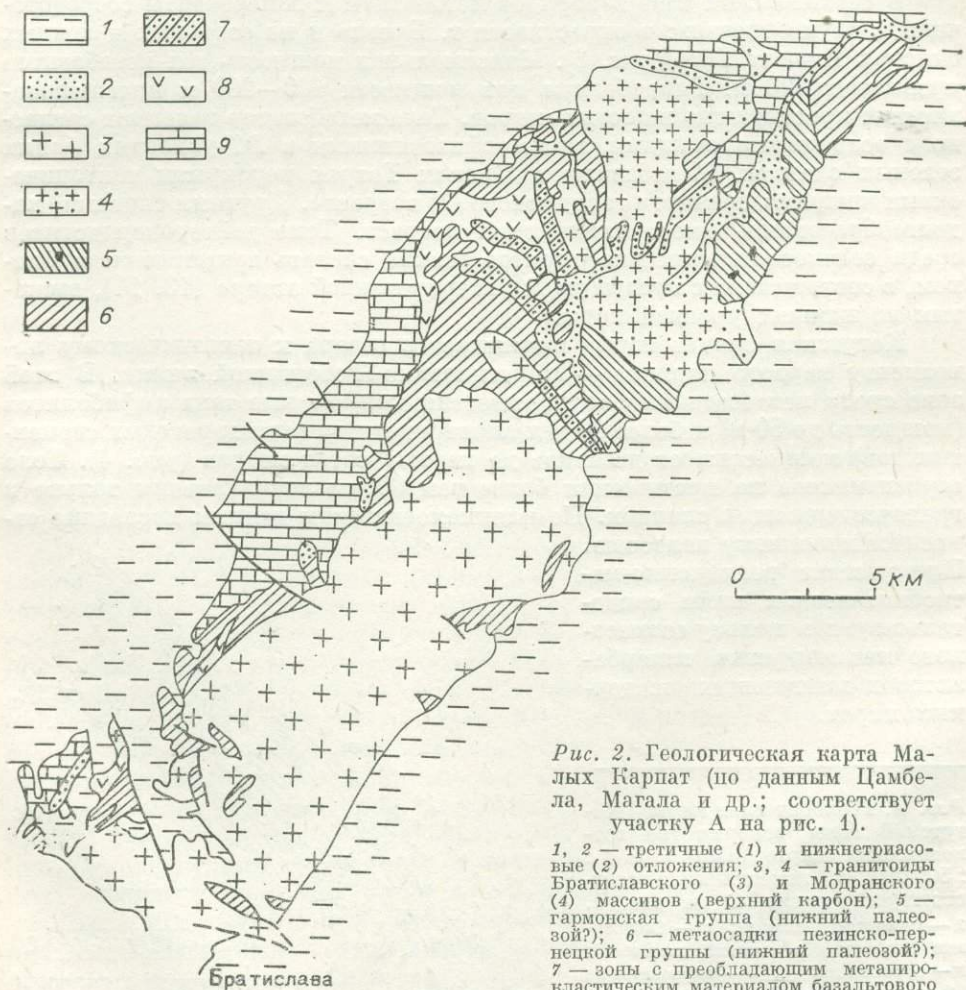 1
2
3
4
5
6
7
8
9
0 5 км
Братислава
Рис. 2. Геологическая карта Ма-
лых Карпат (по данным Цамбе-
ла, Магала и др.; соответствует
участку А на рис. 1).
1, 2 — третичные (1) и нижнетриасо-
вые (2) отложения; 3, 4 — гранитоиды
Братиславского (3) и Модранского
(4) массивов (верхний карбон); 5 —
гармонская группа (нижний палео-
зой?); 6 — метаосадки пезинско-пер-
нецкой группы (нижний палеозой?);
7 — зоны с преобладающим метапиро-
кластическим материалом базальтового